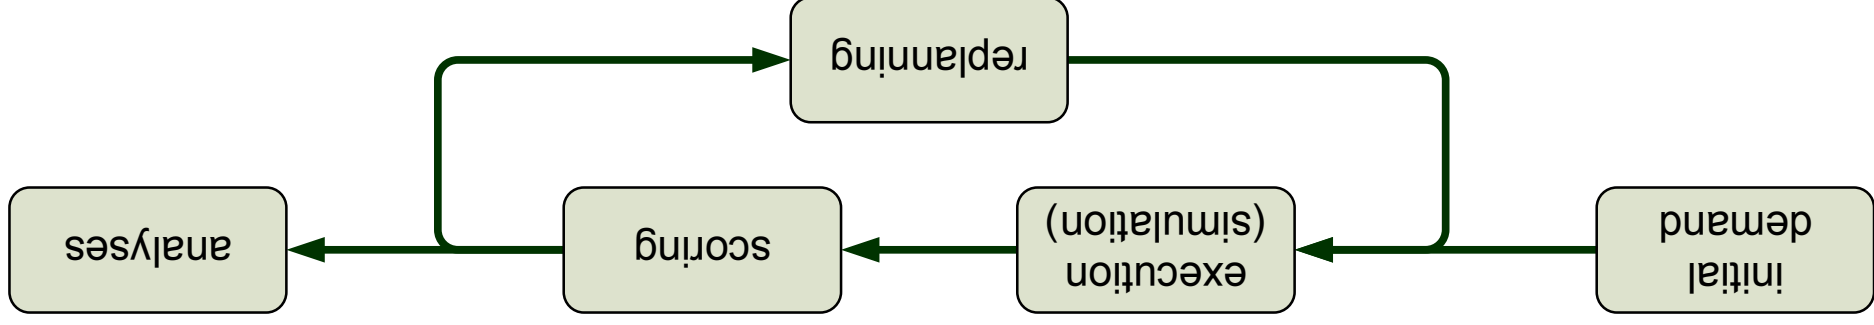 initial
demand
execution
(simulation)
scoring
analyses
replanning